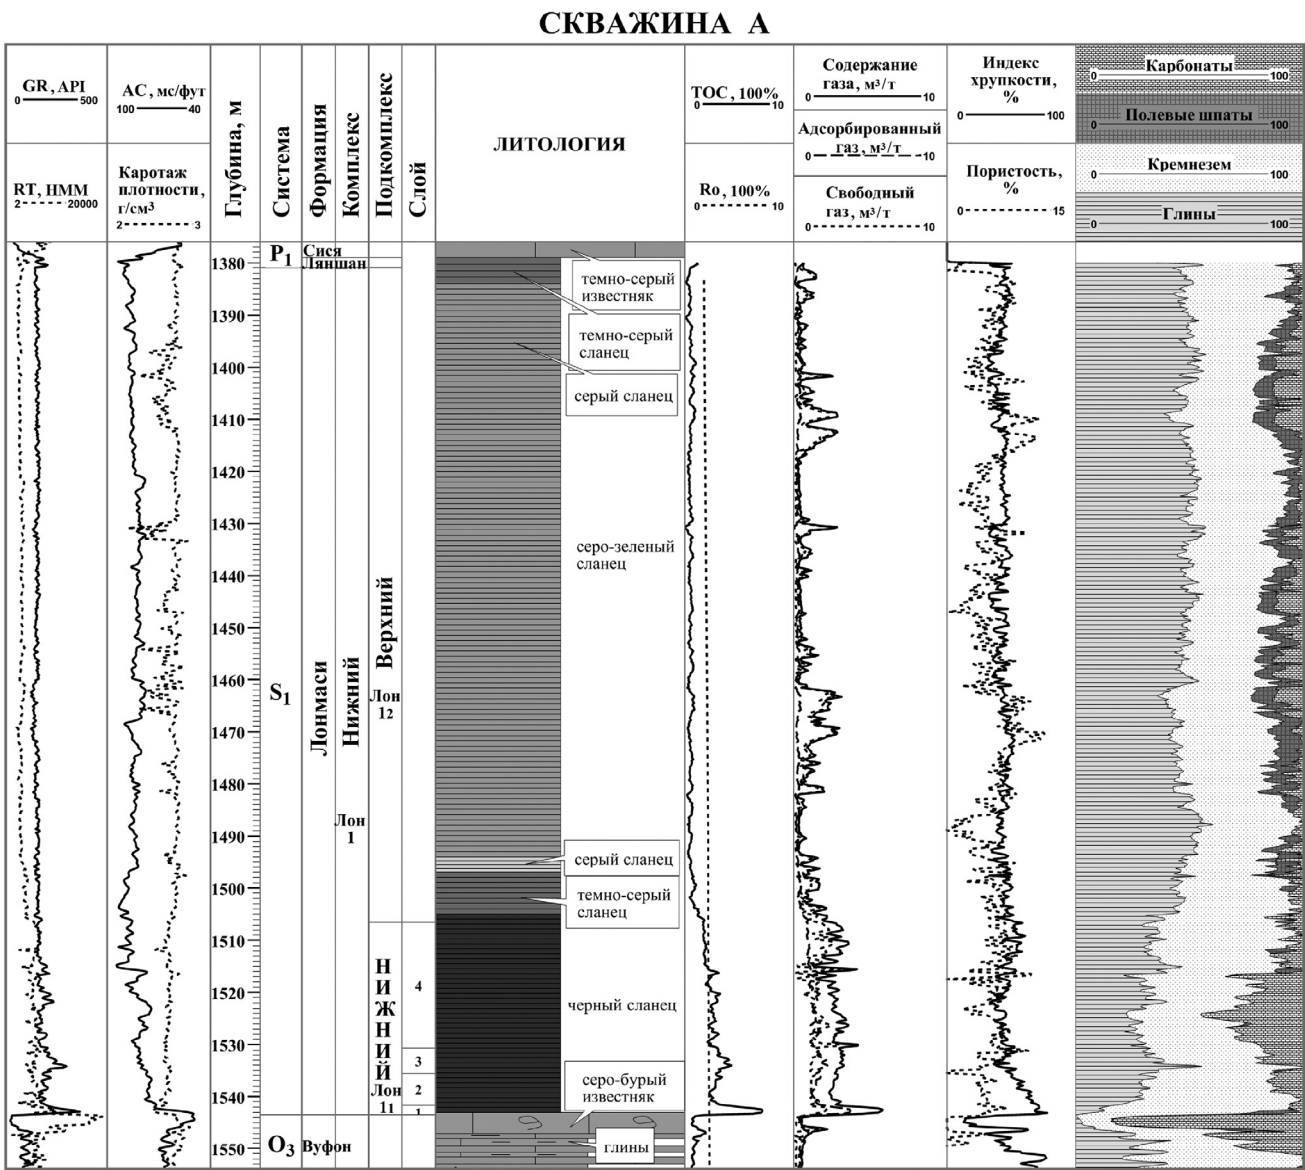 СКВАЖИНА А
GR, API
0 500
RT, НММ
2 20000
AC, мс/фут
100 40
Каротаж
плотности,
г/см3
2 3
Глубина, м
Система
Формация
Комплекс
Подкомплекс
Слой
ЛИТОЛОГИЯ
TOC, 100%
0 10
Ro, 100%
0 10
Содержание
газа, м3/т
0 10
Адсорбированный
газ, м3/т
0 10
Свободный
газ, м3/т
0 10
Индекс
хрупкости,
%
0 100
Пористость,
%
0 15
Карбонаты
0 100
Полевые шпаты
0 100
Кремнезем
0 100
Глины
0 100
1380
1390
1400
1410
1420
1430
1440
1450
1460
1470
1480
1490
1500
1510
1520
1530
1540
1550
P1
S1
O3
Сися
Ляншан
Лонмаси
Вуфон
Нижний
Лон
1
Верхний
Лон
12
НИЖНИЙ
Лон
11
4
3
2
1
темно-серый
известняк
темно-серый
сланец
серый сланец
серо-зеленый
сланец
серый сланец
темно-серый
сланец
черный сланец
серо-бурый
известняк
глины